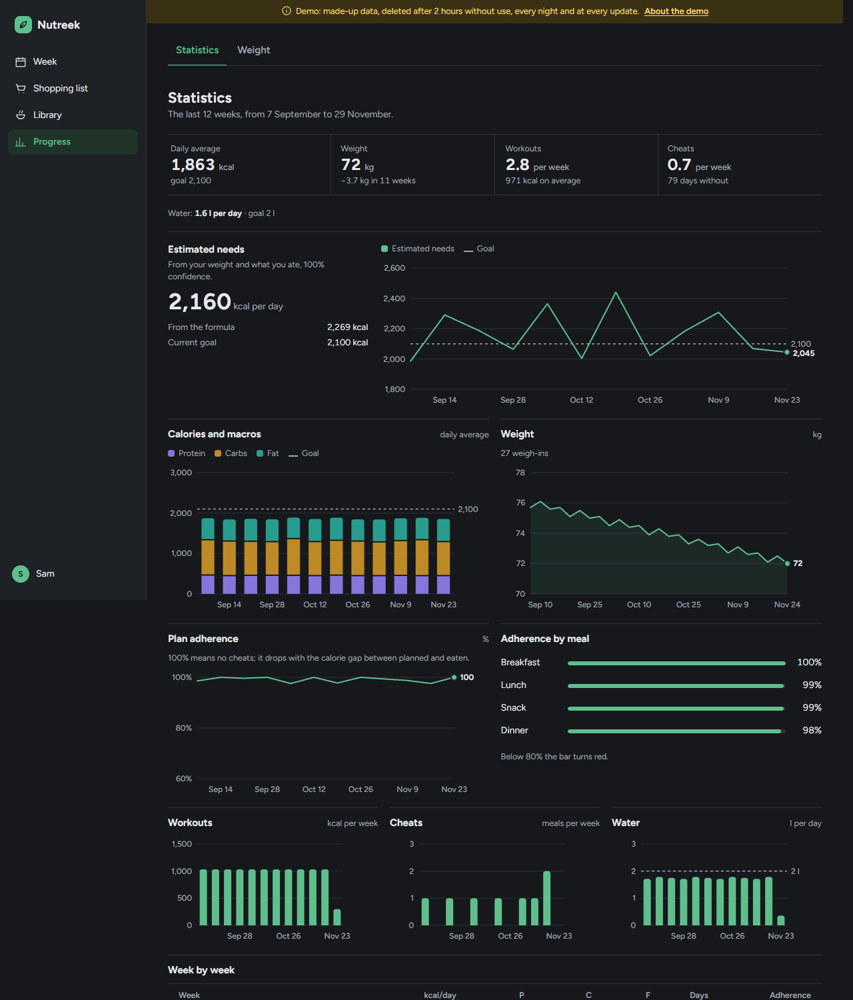 Demo: made-up data, deleted after 2 hours without use, every night and at every update. About the demo
Nutreek
Week
Shopping list
Library
Progress
S Sam
Statistics Weight
Statistics
The last 12 weeks, from 7 September to 29 November.
Daily average
1,863 kcal
goal 2,100
Weight
72 kg
−3.7 kg in 11 weeks
Workouts
2.8 per week
971 kcal on average
Cheats
0.7 per week
79 days without
Water: 1.6 l per day · goal 2 l
Estimated needs
From your weight and what you ate, 100%
confidence.
2,160 kcal per day
From the formula 2,269 kcal
Current goal 2,100 kcal
Estimated needs Goal
2,600
2,400
2,200
2,000
1,800
2,100
2,045
Sep 14 Sep 28 Oct 12 Oct 26 Nov 9 Nov 23
Calories and macros daily average
Protein Carbs Fat Goal
3,000
2,000
1,000
0
2,100
Sep 14 Sep 28 Oct 12 Oct 26 Nov 9 Nov 23
Weight kg
27 weigh-ins
78
76
74
72
70
72
Sep 10 Sep 25 Oct 10 Oct 25 Nov 9 Nov 24
Plan adherence %
100% means no cheats; it drops with the calorie gap between planned and eaten.
100%
80%
60%
100
Sep 14 Sep 28 Oct 12 Oct 26 Nov 9 Nov 23
Adherence by meal
Breakfast 100%
Lunch 99%
Snack 99%
Dinner 98%
Below 80% the bar turns red.
Workouts kcal per week
1,500
1,000
500
0
Sep 28 Oct 26 Nov 23
Cheats meals per week
3
2
1
0
Sep 28 Oct 26 Nov 23
Water l per day
3
2
1
0
2 l
Sep 28 Oct 26 Nov 23
Week by week
Week kcal/day P C F Days Adherence